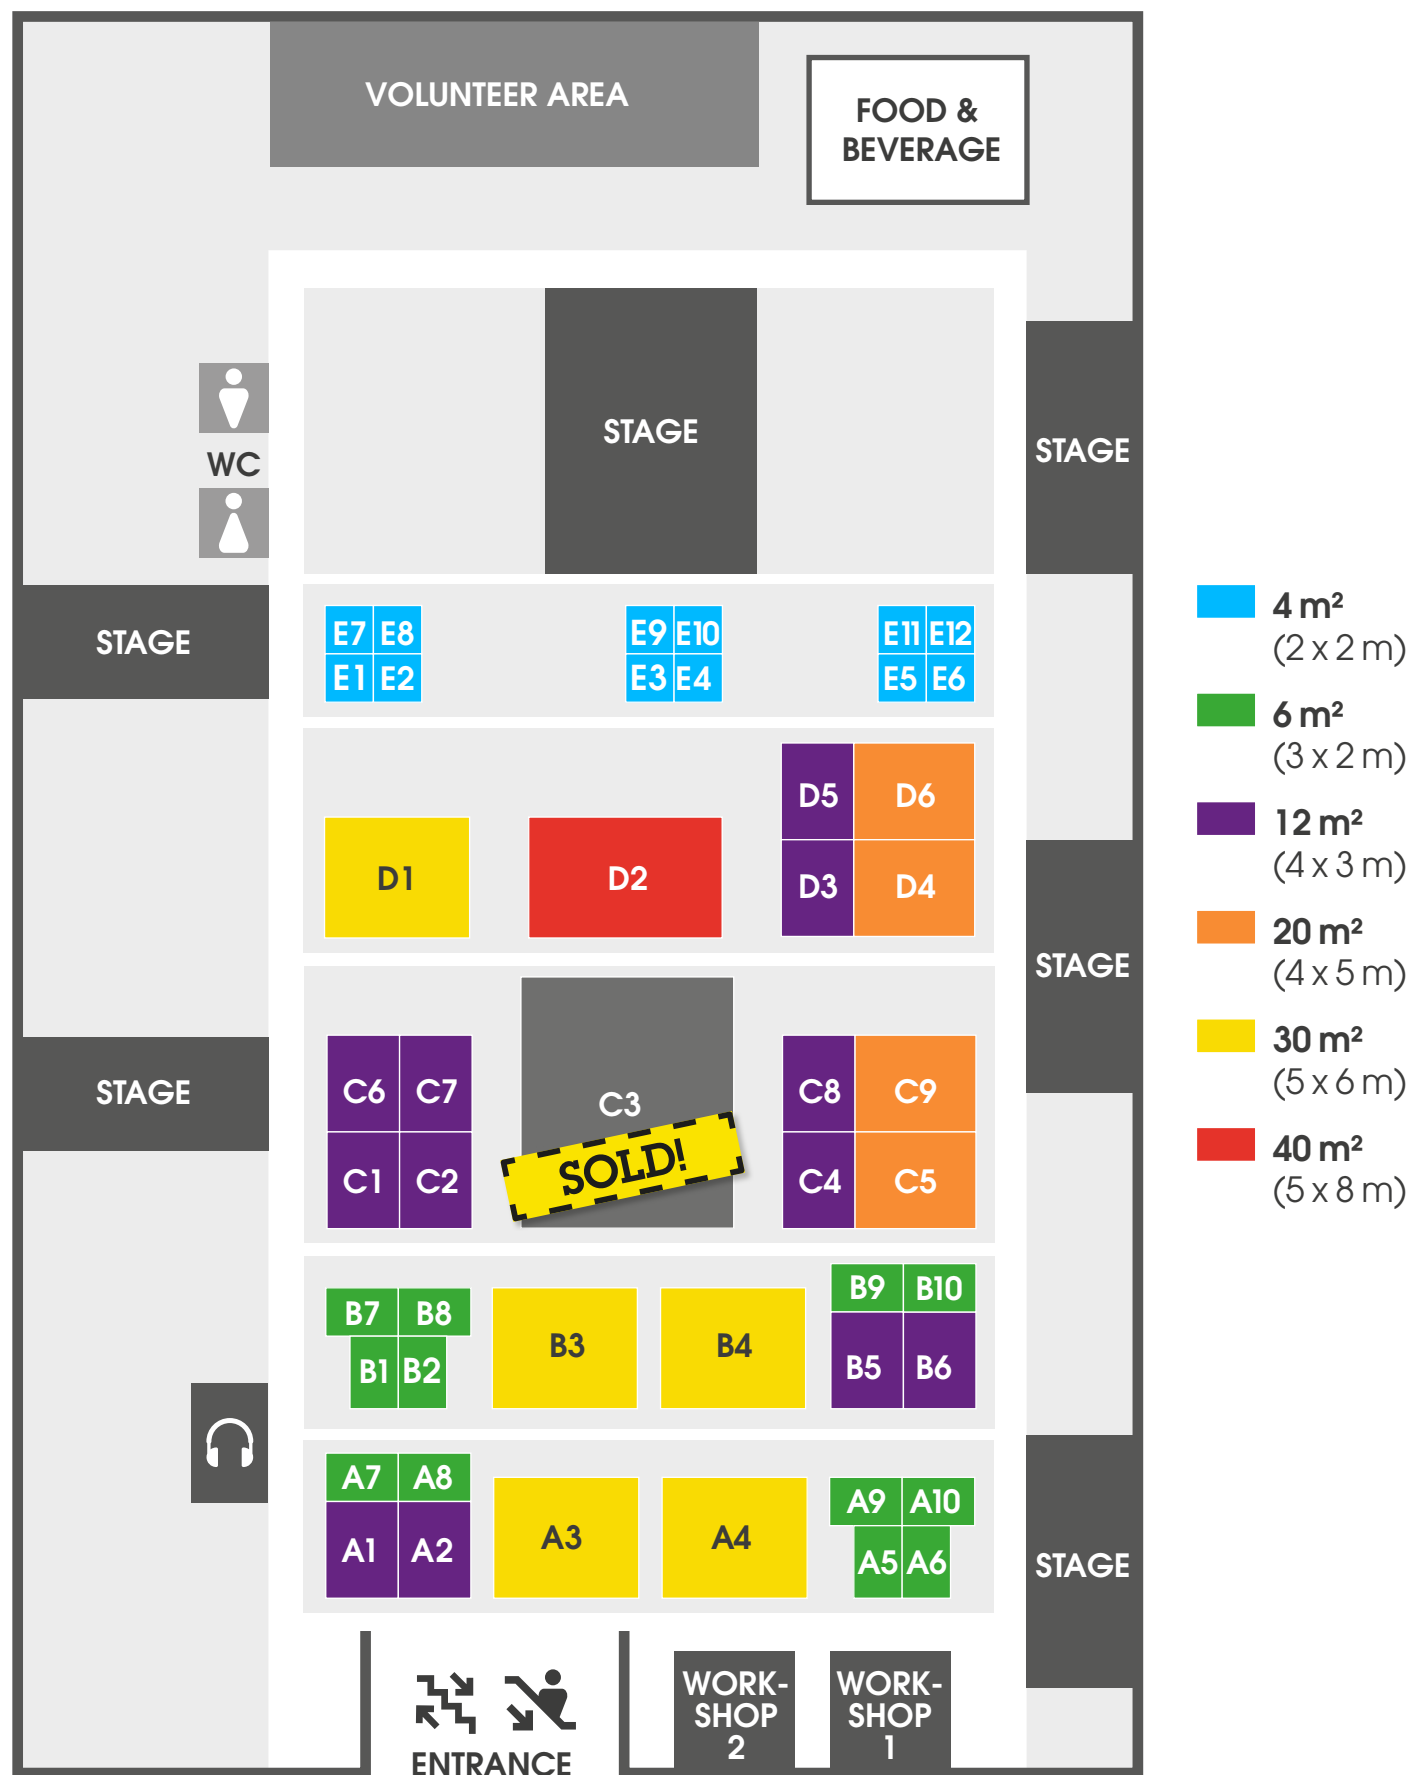 VOLUNTEER AREA
FOOD &
BEVERAGE
STAGE
STAGE
WC
STAGE
E7 E8
E1 E2
E9 E10
E3 E4
E11 E12
E5 E6
D1
D2
D5 D6
D3 D4
STAGE
STAGE
C6 C7
C1 C2
C3
SOLD!
C8 C9
C4 C5
B7 B8
B1 B2
B3
B4
B9 B10
B5 B6
A7 A8
A1 A2
A3
A4
A9 A10
A5 A6
STAGE
ENTRANCE
WORK-
SHOP
2
WORK-
SHOP
1
4 m²
(2 x 2 m)
6 m²
(3 x 2 m)
12 m²
(4 x 3 m)
20 m²
(4 x 5 m)
30 m²
(5 x 6 m)
40 m²
(5 x 8 m)